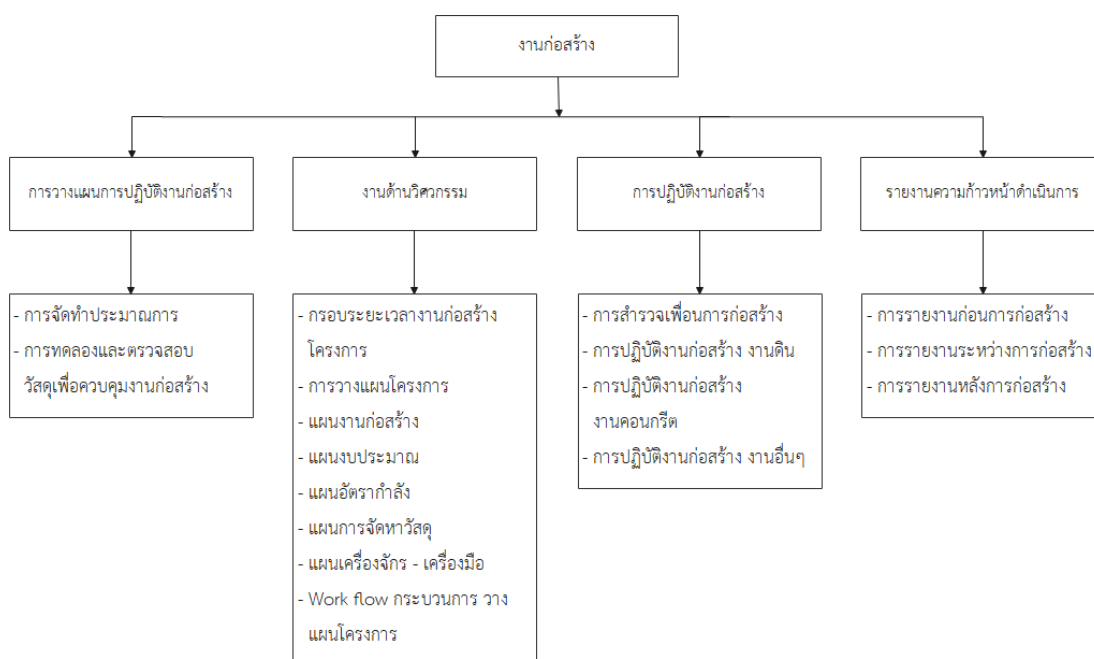 งานก่อสร้าง
การวางแผนการปฏิบัติงานก่อสร้าง
งานด้านวิศวกรรม
การปฏิบัติงานก่อสร้าง
รายงานความก้าวหน้าดำเนินการ
- การจัดทำประมาณการ
- การทดลองและตรวจสอบ
วัสดุเพื่อควบคุมงานก่อสร้าง
- กรอบระยะเวลางานก่อสร้าง
โครงการ
- การวางแผนโครงการ
- แผนงานก่อสร้าง
- แผนงบประมาณ
- แผนอัตรากำลัง
- แผนการจัดหาวัสดุ
- แผนเครื่องจักร - เครื่องมือ
- Work flow กระบวนการ วาง
แผนโครงการ
- การสำรวจเพื่อนการก่อสร้าง
- การปฏิบัติงานก่อสร้าง งานดิน
- การปฏิบัติงานก่อสร้าง
งานคอนกรีต
- การปฏิบัติงานก่อสร้าง งานอื่นๆ
- การรายงานก่อนการก่อสร้าง
- การรายงานระหว่างการก่อสร้าง
- การรายงานหลังการก่อสร้าง